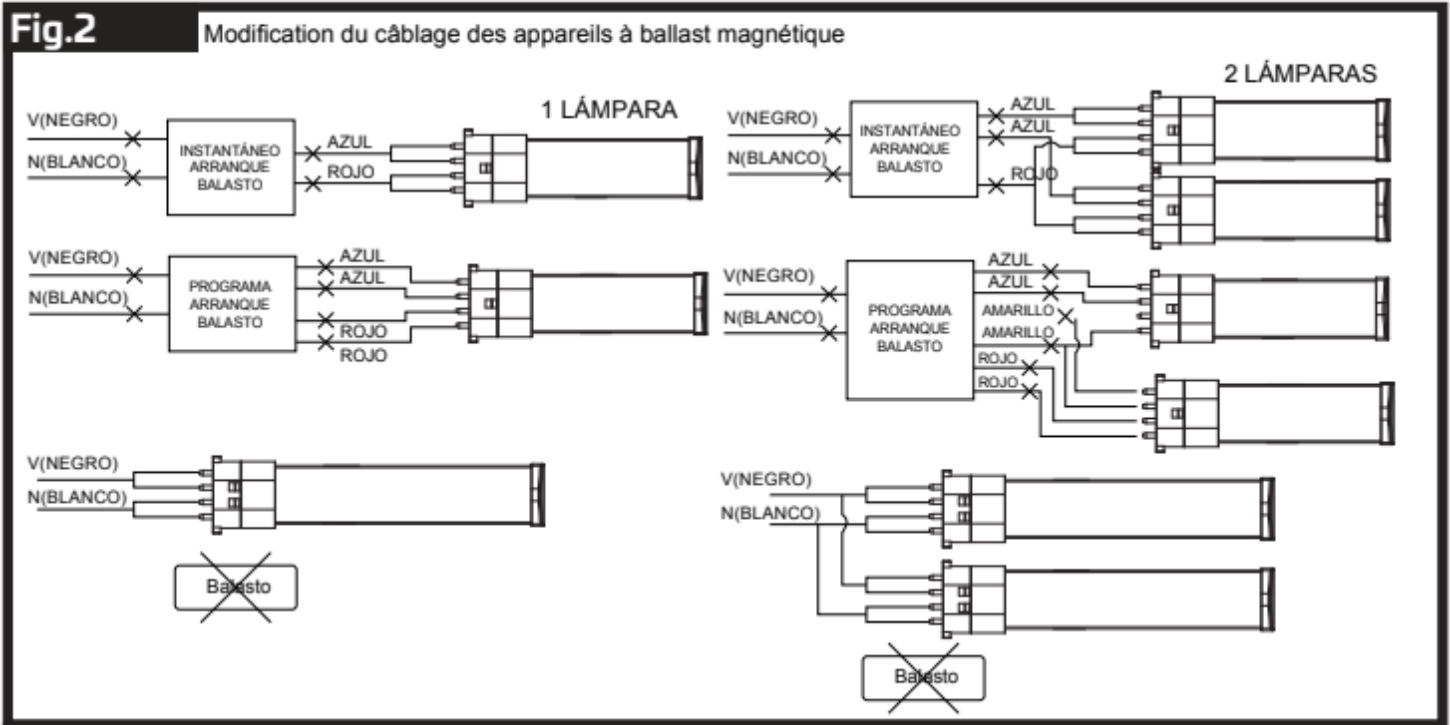 Fig.2
Modification du câblage des appareils à ballast magnétique
1 LÁMPARA
V(NEGRO)
N(BLANCO)
INSTANTÁNEO
ARRANQUE
BALASTO
AZUL
ROJO
V(NEGRO)
N(BLANCO)
PROGRAMA
ARRANQUE
BALASTO
AZUL
AZUL
ROJO
ROJO
V(NEGRO)
N(BLANCO)
Balasto
2 LÁMPARAS
V(NEGRO)
N(BLANCO)
INSTANTÁNEO
ARRANQUE
BALASTO
AZUL
AZUL
ROJO
V(NEGRO)
N(BLANCO)
PROGRAMA
ARRANQUE
BALASTO
AZUL
AZUL
AMARILLO
AMARILLO
ROJO
ROJO
V(NEGRO)
N(BLANCO)
Balasto